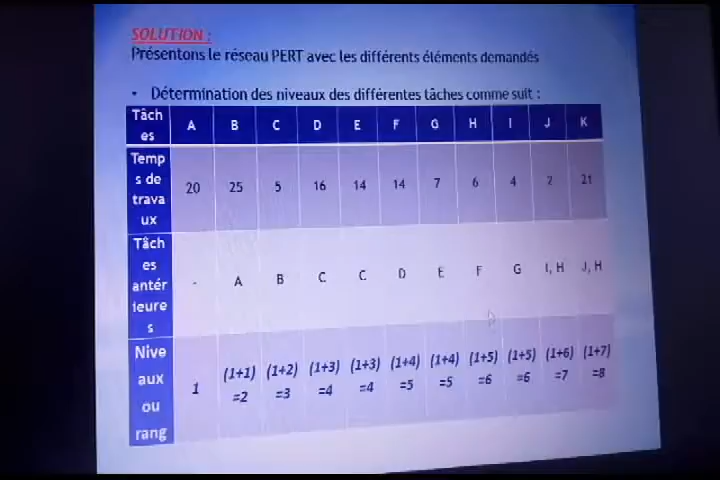 SOLUTION :
Présentons le réseau PERT avec les différents éléments demandés
• Détermination des niveaux des différentes tâches comme suit :
Tâch es A B C D E F G H I J K
Temp s de trava ux 20 25 5 16 14 14 7 6 4 2 21
Tâch es antér ieure s - A B C C D E F G I, H J, H
Nive aux ou rang 1 (1+1) =2 (1+2) =3 (1+3) =4 (1+3) =4 (1+4) =5 (1+4) =5 (1+5) =6 (1+5) =6 (1+6) =7 (1+7) =8